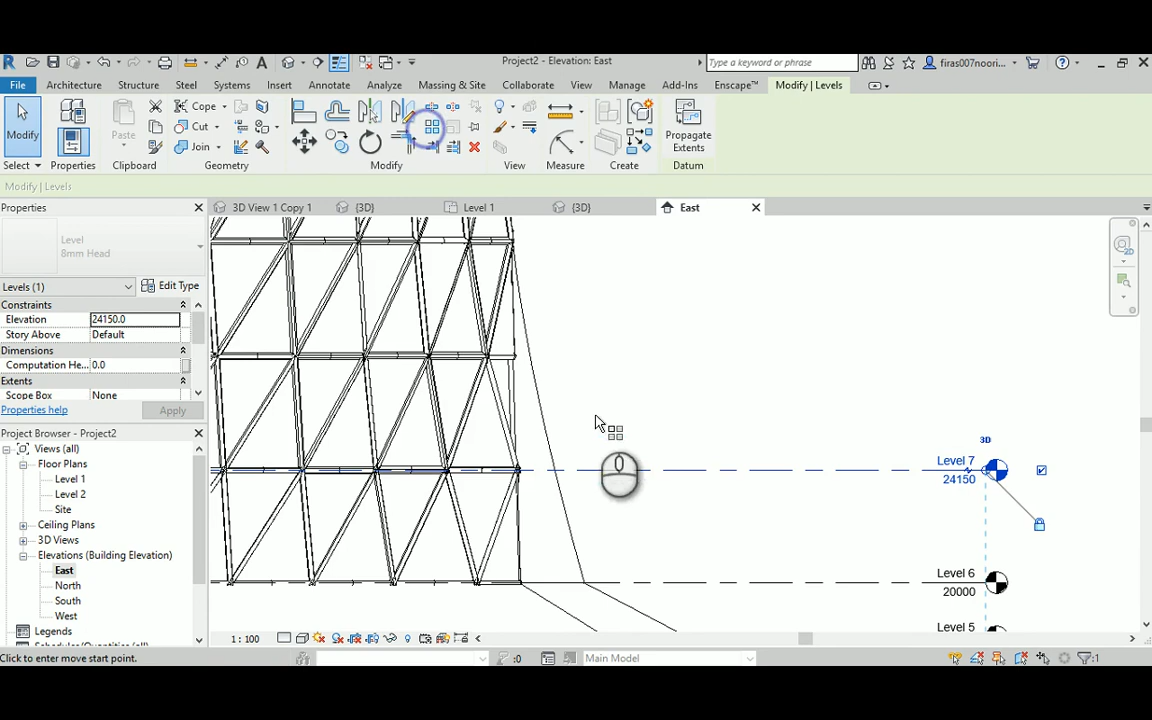 Project2 - Elevation: East
Type a keyword or phrase
firas007noori...
File
Architecture
Structure
Steel
Systems
Insert
Annotate
Analyze
Massing & Site
Collaborate
View
Manage
Add-Ins
Enscape™
Modify | Levels
Modify
Paste
Cope
Cut
Join
Propagate
Extents
Select
Properties
Clipboard
Geometry
Modify
View
Measure
Create
Datum
Modify | Levels
Properties
3D View 1 Copy 1
{3D}
Level 1
{3D}
East
Level
8mm Head
Levels (1)
Edit Type
Constraints
Elevation
24150.0
Story Above
Default
Dimensions
Computation He...
0.0
Extents
Scope Box
None
Properties help
Apply
Project Browser - Project2
Views (all)
Floor Plans
Level 1
Level 2
Site
Ceiling Plans
3D Views
Elevations (Building Elevation)
East
North
South
West
Legends
3D
Level 7
24150
Level 6
20000
Level 5
2D
1 : 100
Click to enter move start point.
:0
Main Model
:1